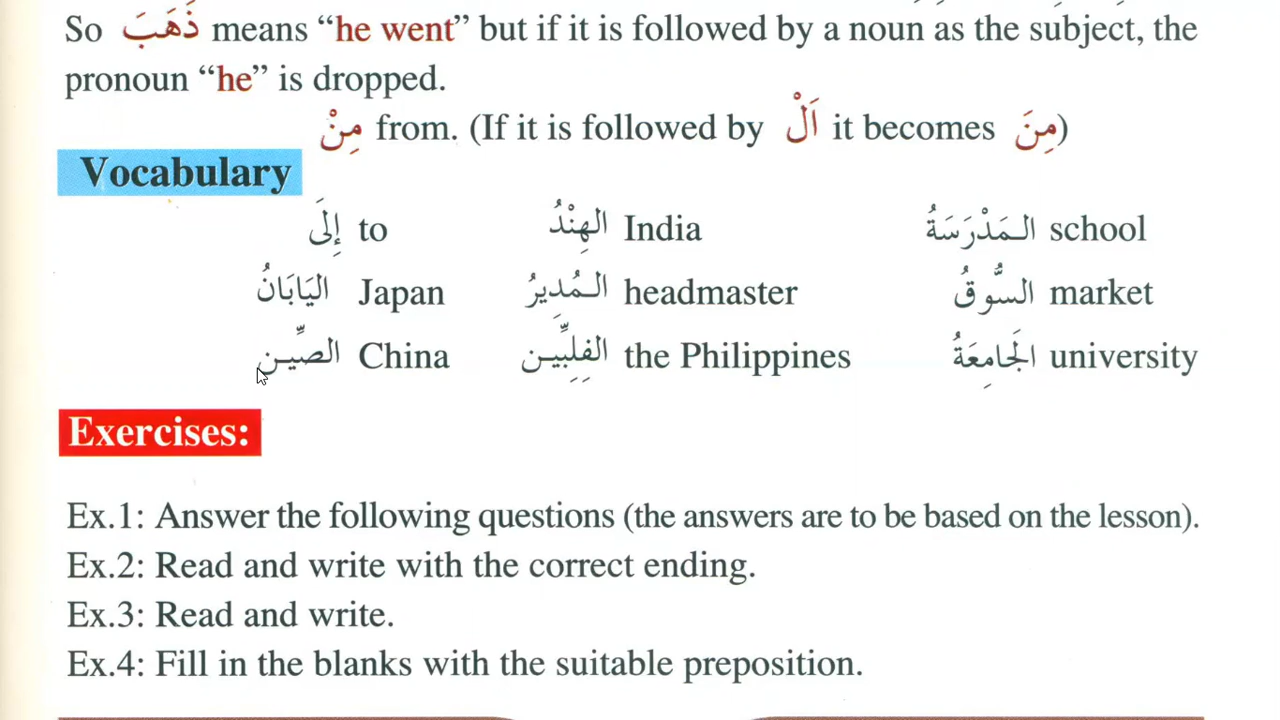 So ذَهَبَ means “he went” but if it is followed by a noun as the subject, the
pronoun “he” is dropped.
مِنْ from. (If it is followed by اَلْ it becomes مِنَ)
Vocabulary
إِلَى to الهِنْدُ India المَدْرَسَةُ school
اليَابَانُ Japan المُدِيرُ headmaster السُّوقُ market
الصِّين China الفِلِبِّين the Philippines الجَامِعَةُ university
Exercises:
Ex.1: Answer the following questions (the answers are to be based on the lesson).
Ex.2: Read and write with the correct ending.
Ex.3: Read and write.
Ex.4: Fill in the blanks with the suitable preposition.